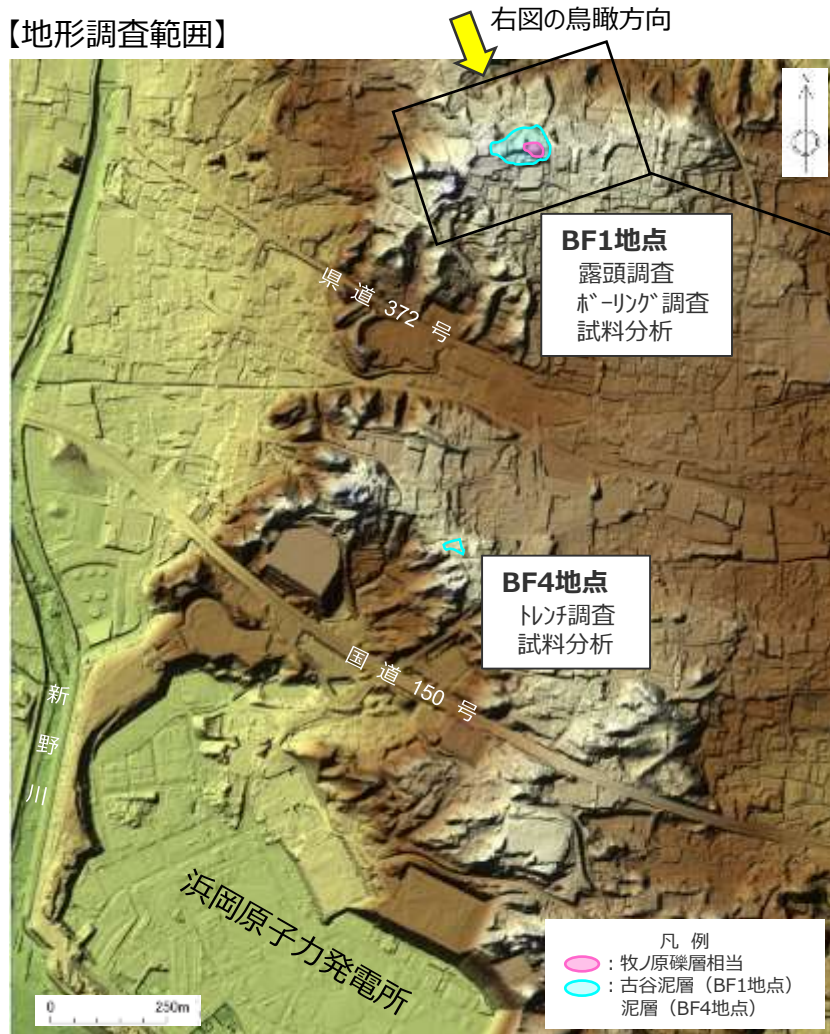 【地形調査範囲】
右図の鳥瞰方向
N
BF1地点
露頭調査
ﾎﾞｰﾘﾝｸﾞ調査
試料分析
県道 372 号
BF4地点
ﾄﾚﾝﾁ調査
試料分析
国道 150 号
新野川
浜岡原子力発電所
凡 例
：牧ノ原礫層相当
：古谷泥層（BF1地点）
泥層（BF4地点）
0 250m